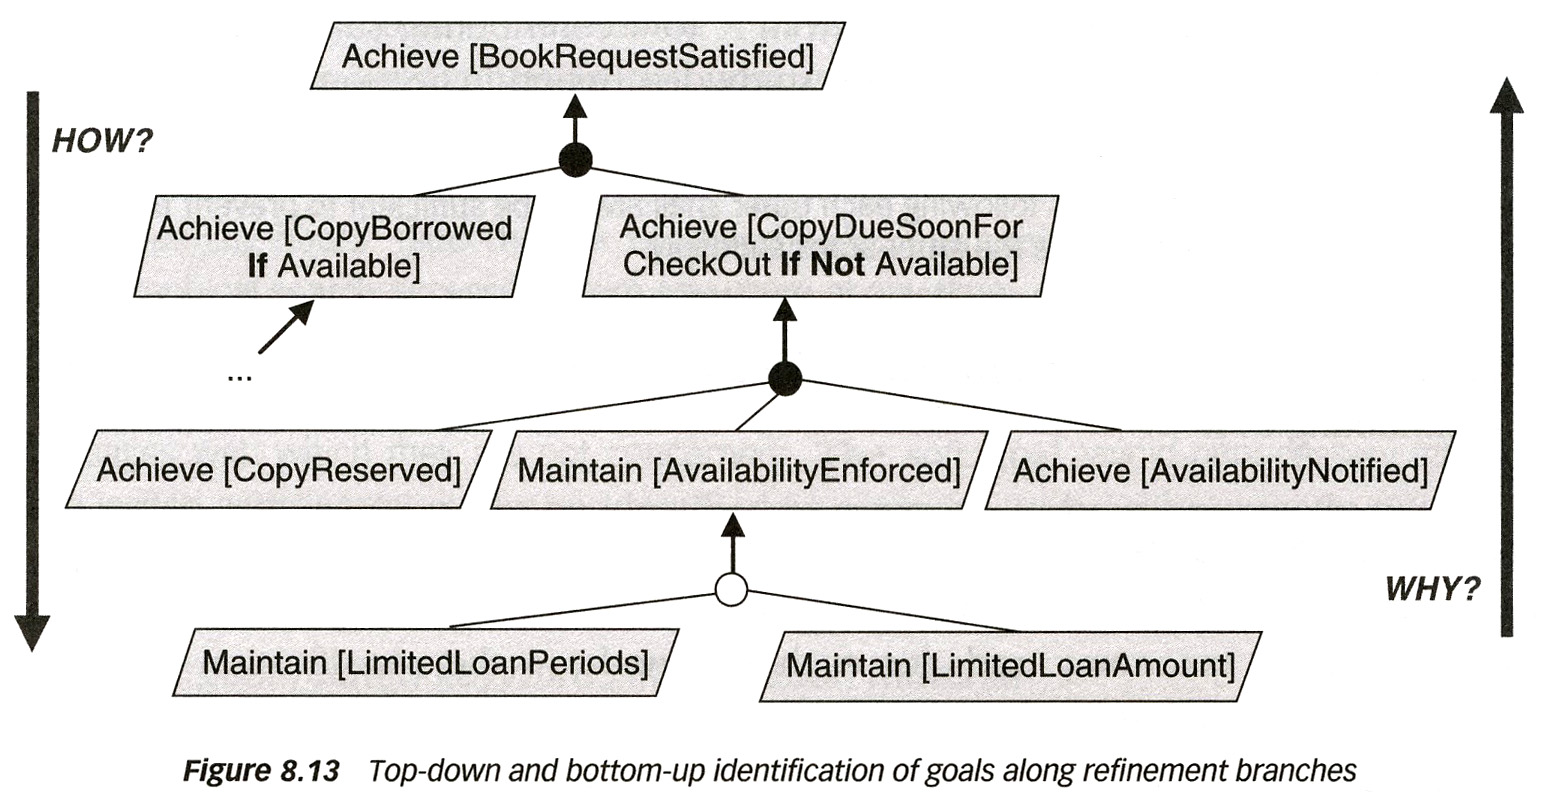 Achieve [BookRequestSatisfied]
HOW?
Achieve [CopyBorrowed
If Available]
Achieve [CopyDueSoonFor
CheckOut If Not Available]
...
Achieve [CopyReserved]
Maintain [AvailabilityEnforced]
Achieve [AvailabilityNotified]
WHY?
Maintain [LimitedLoanPeriods]
Maintain [LimitedLoanAmount]
Figure 8.13 Top-down and bottom-up identification of goals along refinement branches